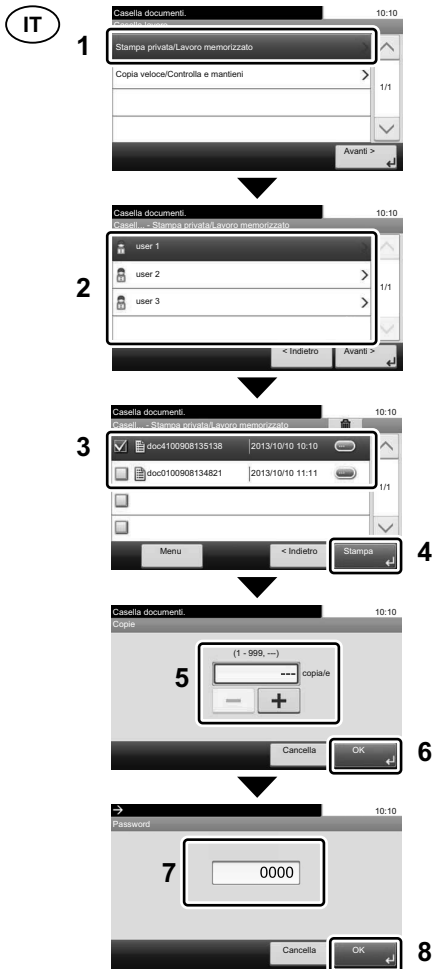 IT
Casella documenti. 10:10
Casella lavoro
1 Stampa privata/Lavoro memorizzato
Copia veloce/Controlla e mantieni
1/1
Avanti >
Casella documenti. 10:10
Casell... - Stampa privata/Lavoro memorizzato
2
user 1
user 2
user 3
1/1
< Indietro Avanti >
Casella documenti. 10:10
Casell... - Stampa privata/Lavoro memorizzato
3 doc4100908135138 2013/10/10 10:10
doc0100908134821 2013/10/10 11:11
1/1
Menu < Indietro Stampa 4
Casella documenti. 10:10
Copie
(1 - 999, ---)
5 --- copia/e
Cancella OK 6
10:10
Password
7 0000
Cancella OK 8